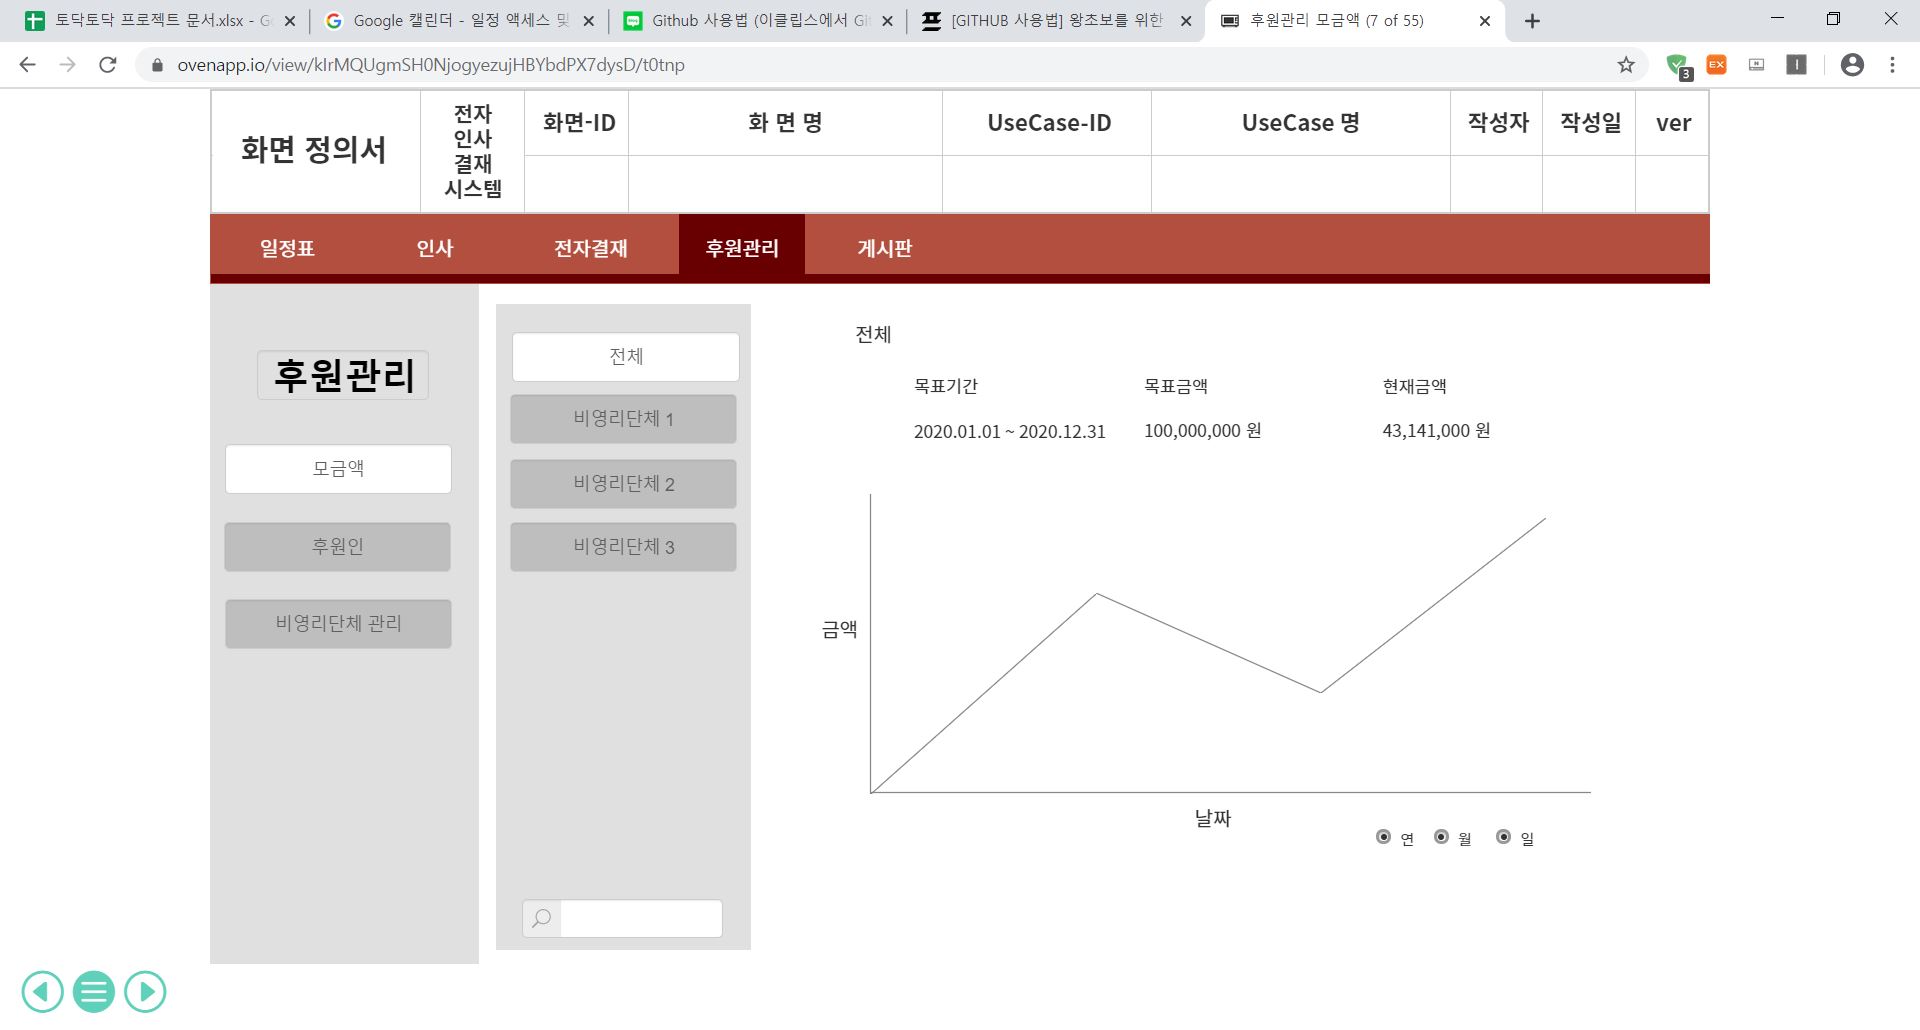 토닥토닥 프로젝트 문서.xlsx - Go
Google 캘린더 - 일정 액세스 및
Github 사용법 (이클립스에서 Git
[GITHUB 사용법] 왕초보를 위한
후원관리 모금액 (7 of 55)
3
EX
화면 정의서
전자
인사
결재
시스템
화면-ID
화 면 명
UseCase-ID
UseCase 명
작성자
작성일
ver
일정표
인사
전자결재
후원관리
게시판
후원관리
모금액
후원인
비영리단체 관리
전체
비영리단체 1
비영리단체 2
비영리단체 3
전체
목표기간
목표금액
현재금액
2020.01.01 ~ 2020.12.31
100,000,000 원
43,141,000 원
금액
날짜
연
월
일